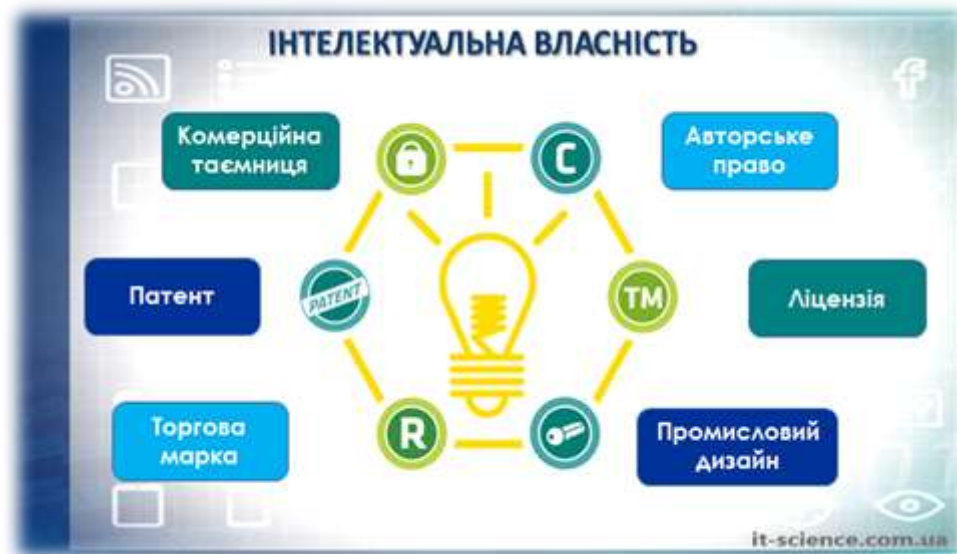 ІНТЕЛЕКТУАЛЬНА ВЛАСНІСТЬ
Комерційна
таємниця
C
Авторське
право
Патент
PATENT
TM
Ліцензія
Торгова
марка
R
Промисловий
дизайн
it-science.com.ua